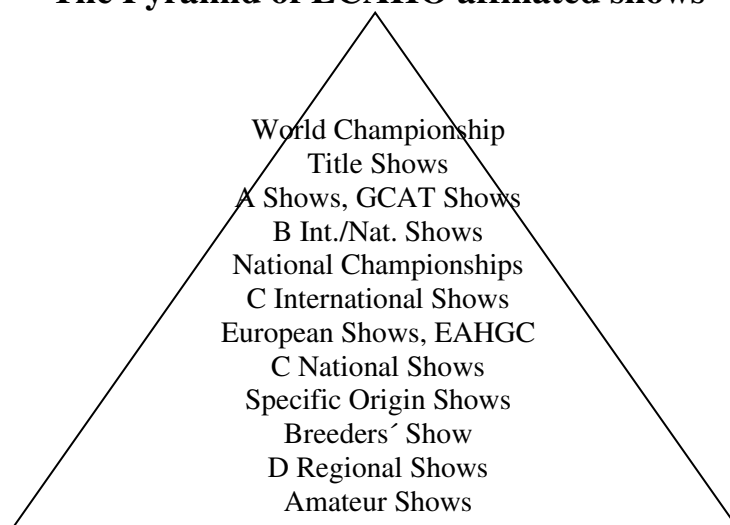 The Pyramid of ECAHO affiliated shows
World Championship
Title Shows
A Shows, GCAT Shows
B Int./Nat. Shows
National Championships
C International Shows
European Shows, EAHGC
C National Shows
Specific Origin Shows
Breeders´ Show
D Regional Shows
Amateur Shows